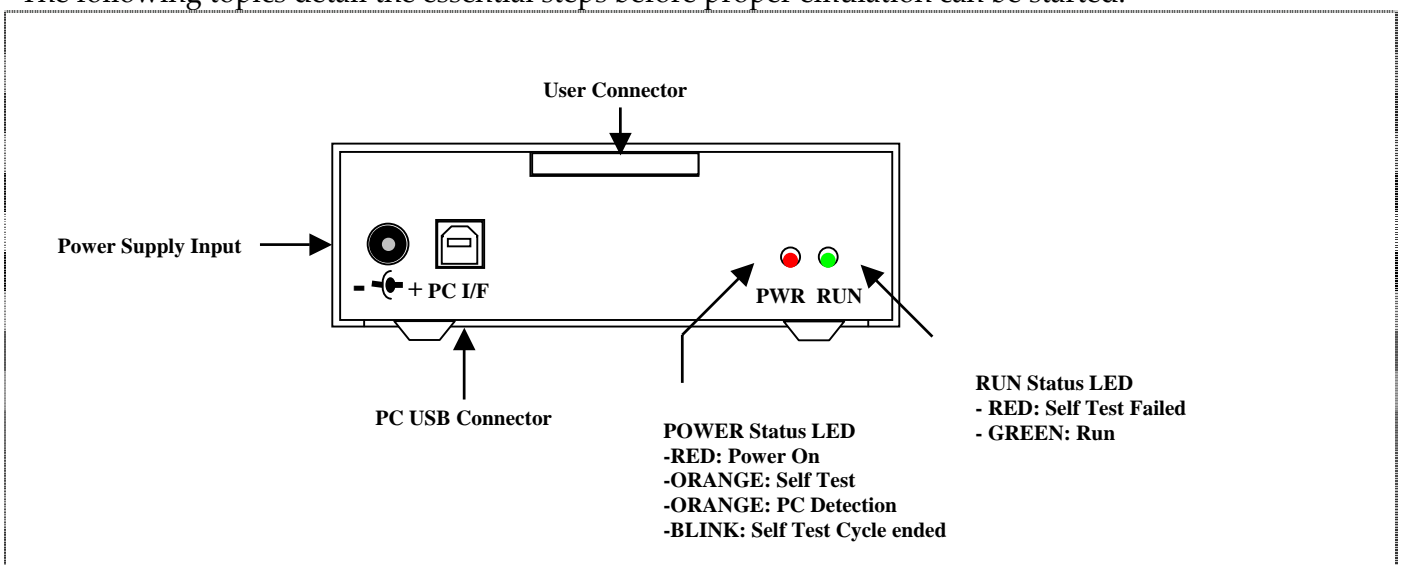 The following topics detail the essential steps before proper emulation can be started.
User Connector
Power Supply Input
- + PC I/F
PWR RUN
PC USB Connector
RUN Status LED
- RED: Self Test Failed
- GREEN: Run
POWER Status LED
-RED: Power On
-ORANGE: Self Test
-ORANGE: PC Detection
-BLINK: Self Test Cycle ended